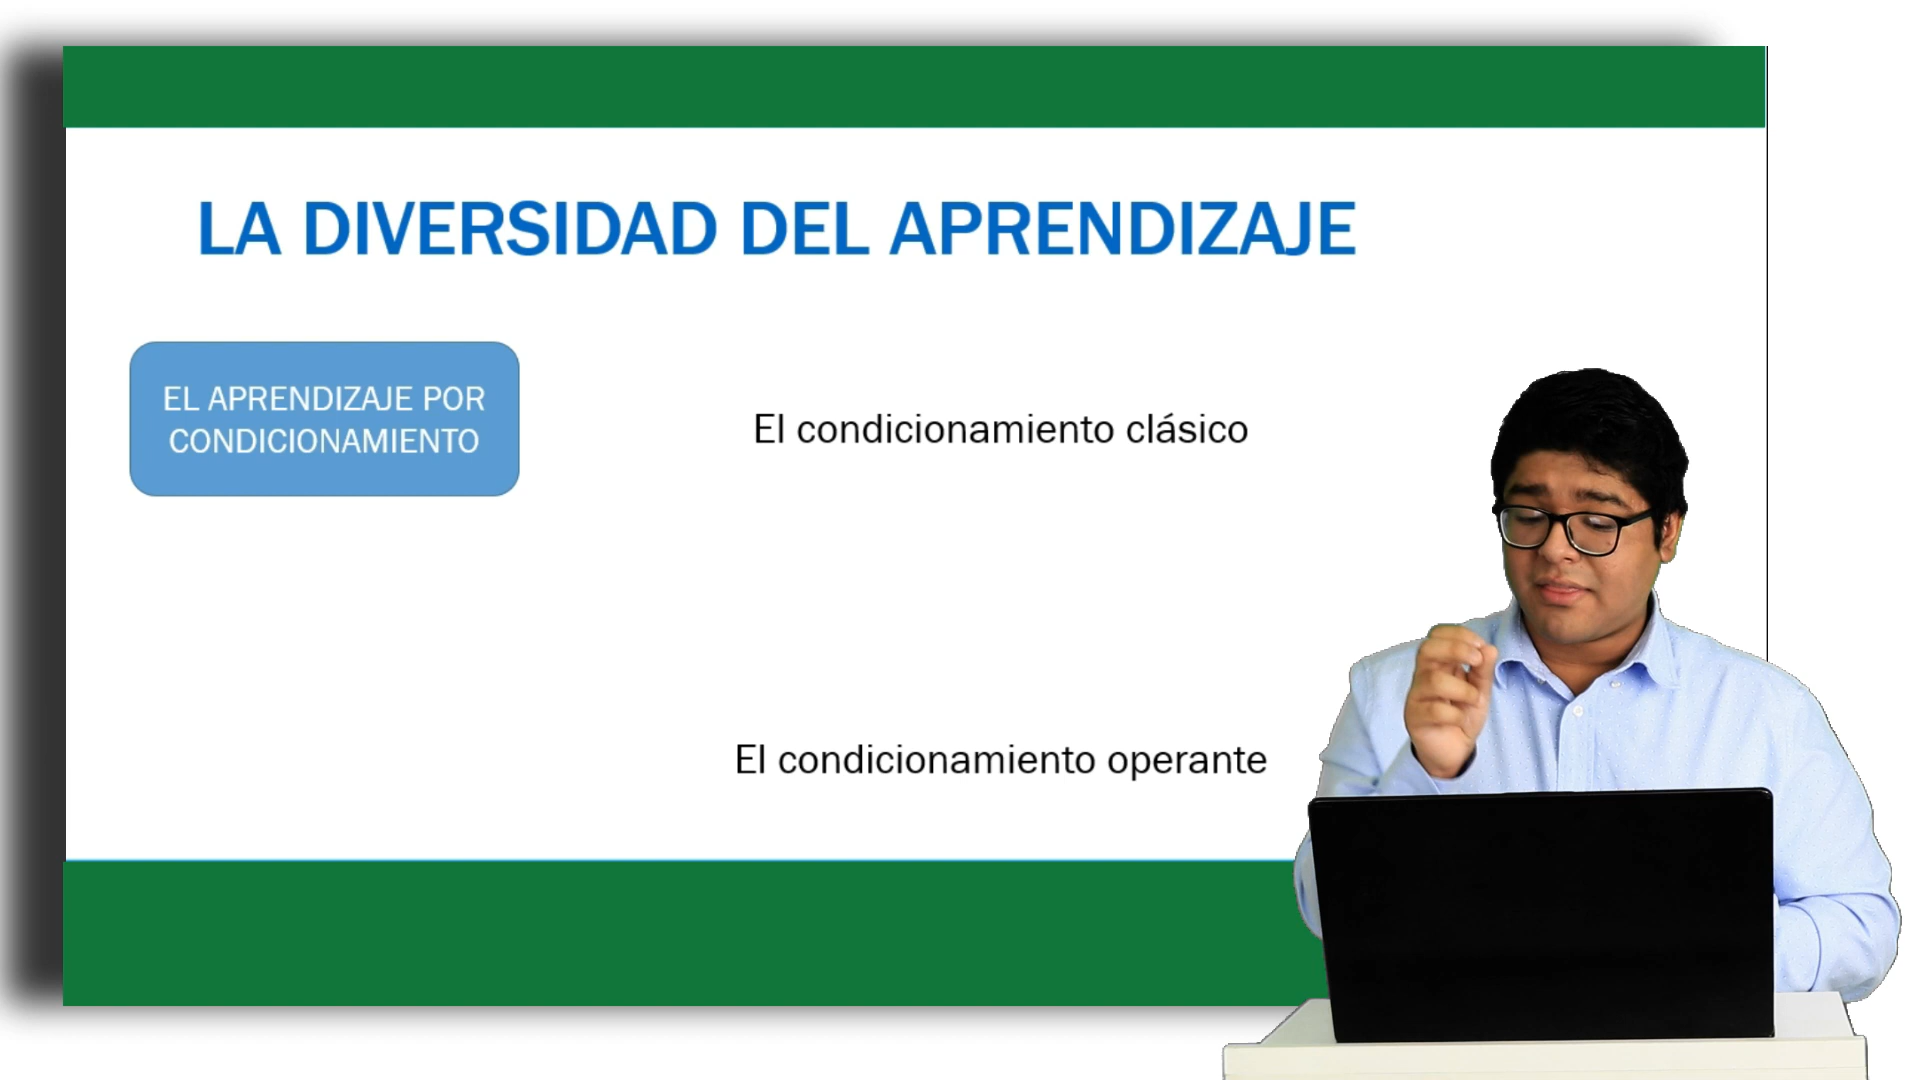 LA DIVERSIDAD DEL APRENDIZAJE
EL APRENDIZAJE POR
CONDICIONAMIENTO
El condicionamiento clásico
El condicionamiento operante